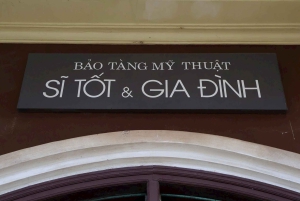 BẢO TÀNG MỸ THUẬT
SĨ TỐT & GIA ĐÌNH